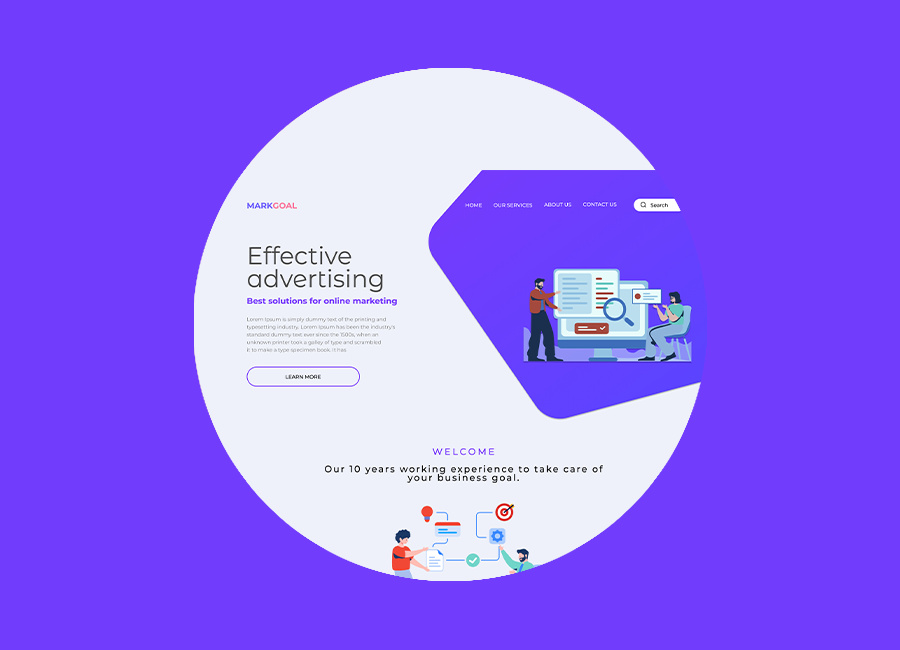 MARKGOAL
HOME OUR SERVICES ABOUT US CONTACT US Search
Effective
advertising
Best solutions for online marketing
Lorem Ipsum is simply dummy text of the printing and
typesetting industry. Lorem Ipsum has been the industry's
standard dummy text ever since the 1500s, when an
unknown printer took a galley of type and scrambled
it to make a type specimen book. It has
LEARN MORE
WELCOME
Our 10 years working experience to take care of
your business goal.